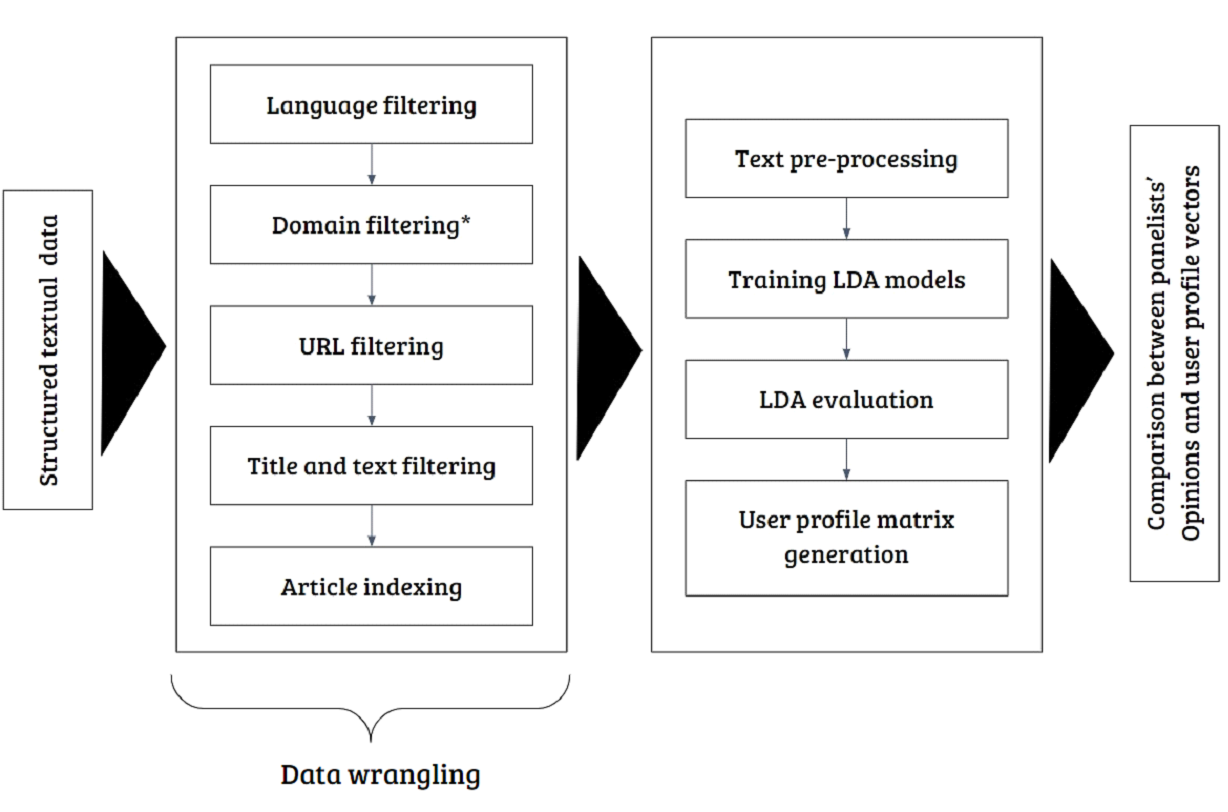 Structured textual data
Language filtering
Domain filtering*
URL filtering
Title and text filtering
Article indexing
Data wrangling
Text pre-processing
Training LDA models
LDA evaluation
User profile matrix
generation
Comparison between panelists’
Opinions and user profile vectors